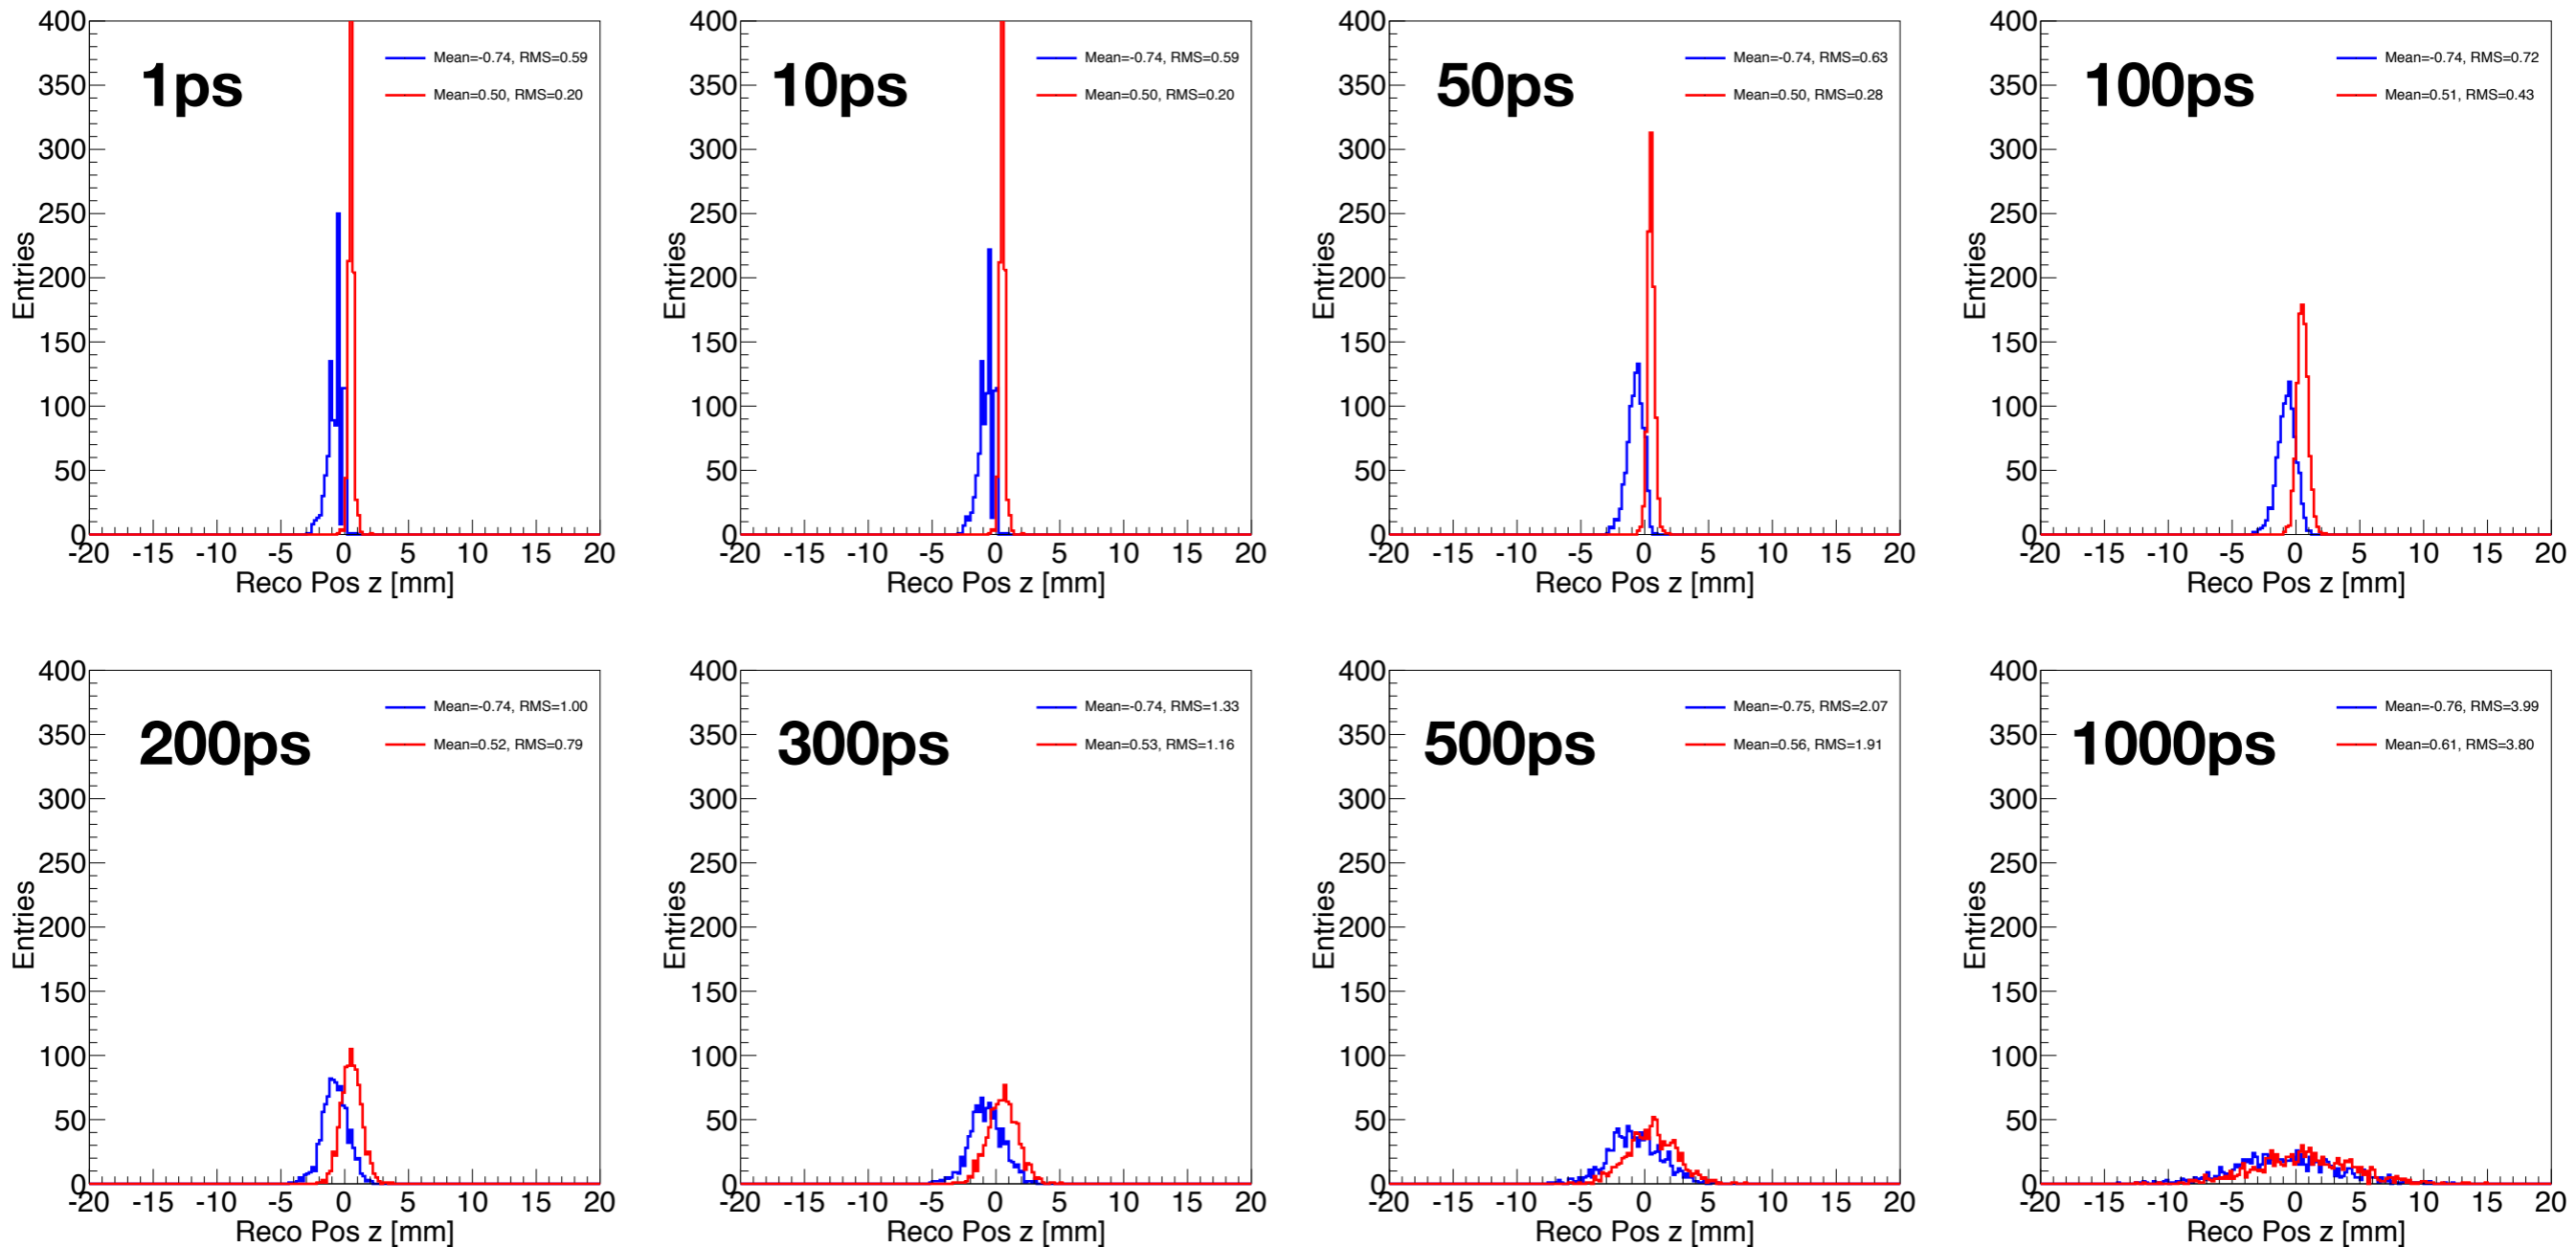 400
350
300
250
200
150
100
50
0
Entries
1ps
Mean=-0.74, RMS=0.59
Mean=0.50, RMS=0.20
-20 -15 -10 -5 0 5 10 15 20
Reco Pos z [mm]
400
350
300
250
200
150
100
50
0
Entries
10ps
Mean=-0.74, RMS=0.59
Mean=0.50, RMS=0.20
-20 -15 -10 -5 0 5 10 15 20
Reco Pos z [mm]
400
350
300
250
200
150
100
50
0
Entries
50ps
Mean=-0.74, RMS=0.63
Mean=0.50, RMS=0.28
-20 -15 -10 -5 0 5 10 15 20
Reco Pos z [mm]
400
350
300
250
200
150
100
50
0
Entries
100ps
Mean=-0.74, RMS=0.72
Mean=0.51, RMS=0.43
-20 -15 -10 -5 0 5 10 15 20
Reco Pos z [mm]
400
350
300
250
200
150
100
50
0
Entries
200ps
Mean=-0.74, RMS=1.00
Mean=0.52, RMS=0.79
-20 -15 -10 -5 0 5 10 15 20
Reco Pos z [mm]
400
350
300
250
200
150
100
50
0
Entries
300ps
Mean=-0.74, RMS=1.33
Mean=0.53, RMS=1.16
-20 -15 -10 -5 0 5 10 15 20
Reco Pos z [mm]
400
350
300
250
200
150
100
50
0
Entries
500ps
Mean=-0.75, RMS=2.07
Mean=0.56, RMS=1.91
-20 -15 -10 -5 0 5 10 15 20
Reco Pos z [mm]
400
350
300
250
200
150
100
50
0
Entries
1000ps
Mean=-0.76, RMS=3.99
Mean=0.61, RMS=3.80
-20 -15 -10 -5 0 5 10 15 20
Reco Pos z [mm]